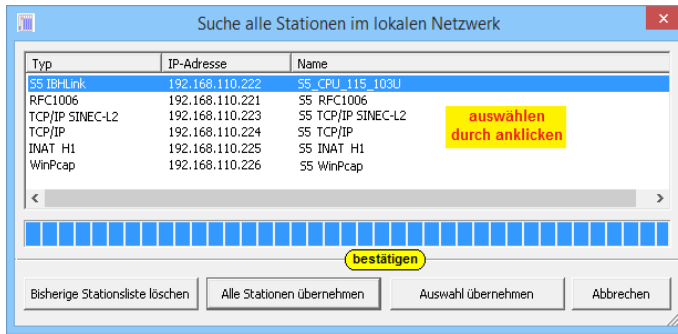 Suche alle Stationen im lokalen Netzwerk
Typ IP-Adresse Name
S5 IBHLink 192.168.110.222 S5_CPU_115_103U
RFC1006 192.168.110.221 S5 RFC1006
TCP/IP SINEC-L2 192.168.110.223 S5 TCP/IP SINEC-L2
TCP/IP 192.168.110.224 S5 TCP/IP
INAT H1 192.168.110.225 S5 INAT H1
WinPcap 192.168.110.226 S5 WinPcap
auswählen
durch anklicken
bestätigen
Bisherige Stationsliste löschen Alle Stationen übernehmen Auswahl übernehmen Abbrechen